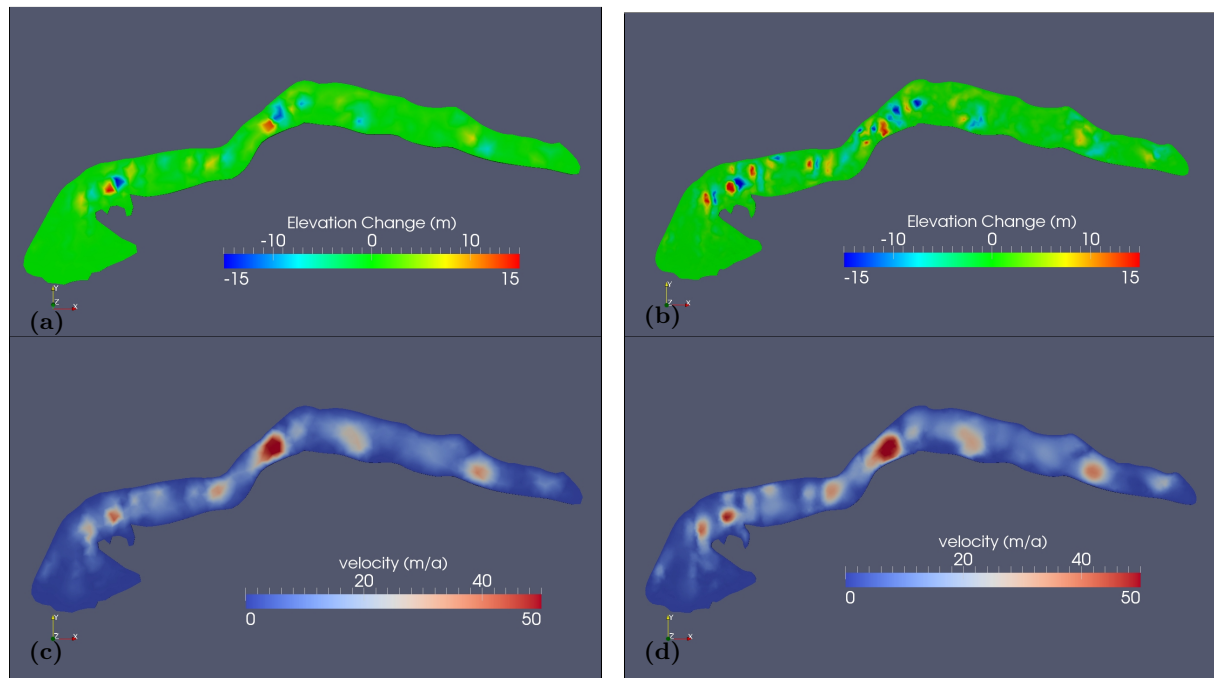 Elevation Change (m)
-10 0 10
-15 15
Y
Z X
(a)
Elevation Change (m)
-10 0 10
-15 15
Y
Z X
(b)
velocity (m/a)
20 40
0 50
Y
Z X
(c)
velocity (m/a)
20 40
0 50
Y
Z X
(d)